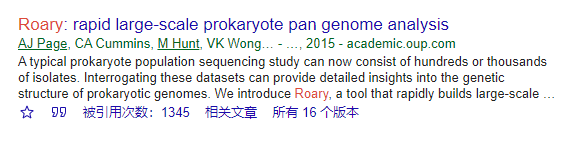 Roary: rapid large-scale prokaryote pan genome analysis
AJ Page, CA Cummins, M Hunt, VK Wong… - …, 2015 - academic.oup.com
A typical prokaryote population sequencing study can now consist of hundreds or thousands
of isolates. Interrogating these datasets can provide detailed insights into the genetic
structure of prokaryotic genomes. We introduce Roary, a tool that rapidly builds large-scale …
被引用次数：1345 相关文章 所有 16 个版本